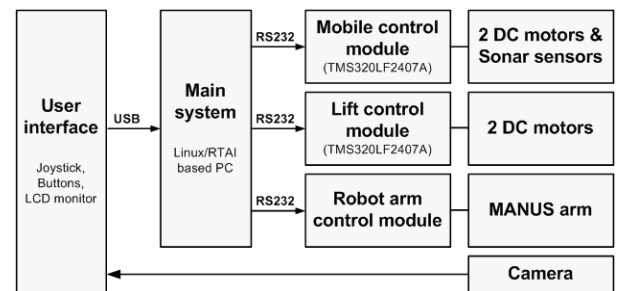 User
interface
Joystick,
Buttons,
LCD monitor
USB
Main
system
Linux/RTAI
based PC
RS232
Mobile control
module
(TMS320LF2407A)
2 DC motors &
Sonar sensors
RS232
Lift control
module
(TMS320LF2407A)
2 DC motors
RS232
Robot arm
control module
MANUS arm
Camera